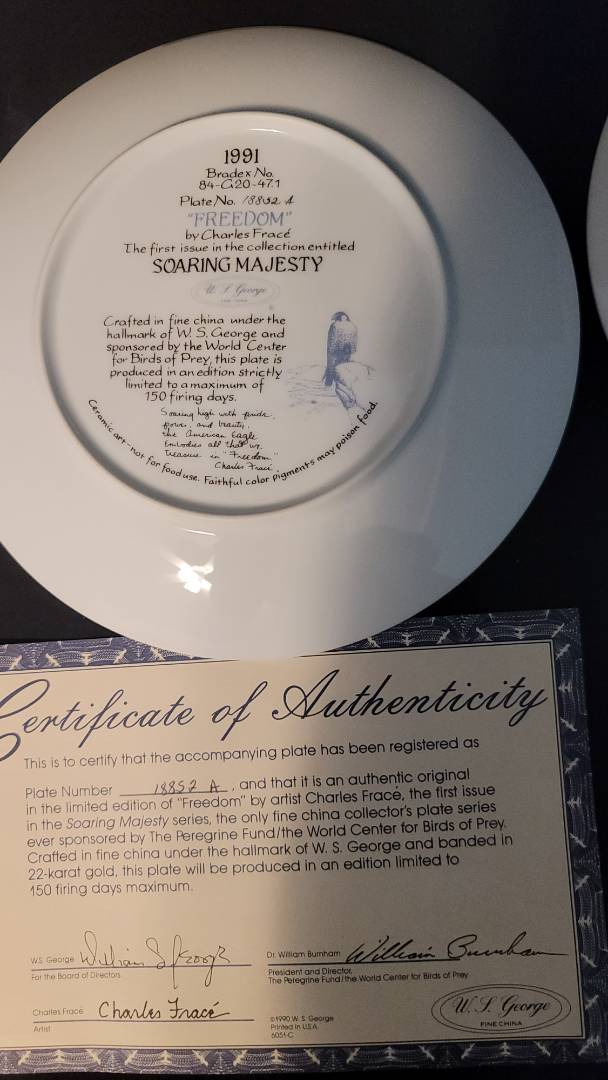 1991
Bradex No.
84-G20-47.1
Plate No. 18852 A
"FREEDOM"
by Charles Fracé
The first issue in the collection entitled
SOARING MAJESTY
W. S. George
FINE CHINA
Crafted in fine china under the
hallmark of W. S. George and
sponsored by the World Center
for Birds of Prey, this plate is
produced in an edition strictly
limited to a maximum of
150 firing days.
Soaring high with pride,
power, and beauty,
the American Eagle
Embodies all that we
treasure in "Freedom."
Charles Fracé
Ceramic art-not for food use. Faithful color pigments may poison food.
Certificate of Authenticity
This is to certify that the accompanying plate has been registered as
Plate Number 18852 A, and that it is an authentic original
in the limited edition of "Freedom" by artist Charles Fracé, the first issue
in the Soaring Majesty series, the only fine china collector's plate series
ever sponsored by The Peregrine Fund/the World Center for Birds of Prey.
Crafted in fine china under the hallmark of W. S. George and banded in
22-karat gold, this plate will be produced in an edition limited to
150 firing days maximum.
W.S. George William S George
For the Board of Directors
Dr. William Burnham William Burnham
President and Director,
The Peregrine Fund/the World Center for Birds of Prey
Charles Fracé Charles Fracé
Artist
©1990 W. S. George
Printed in U.S.A.
6051-C
W. S. George
FINE CHINA